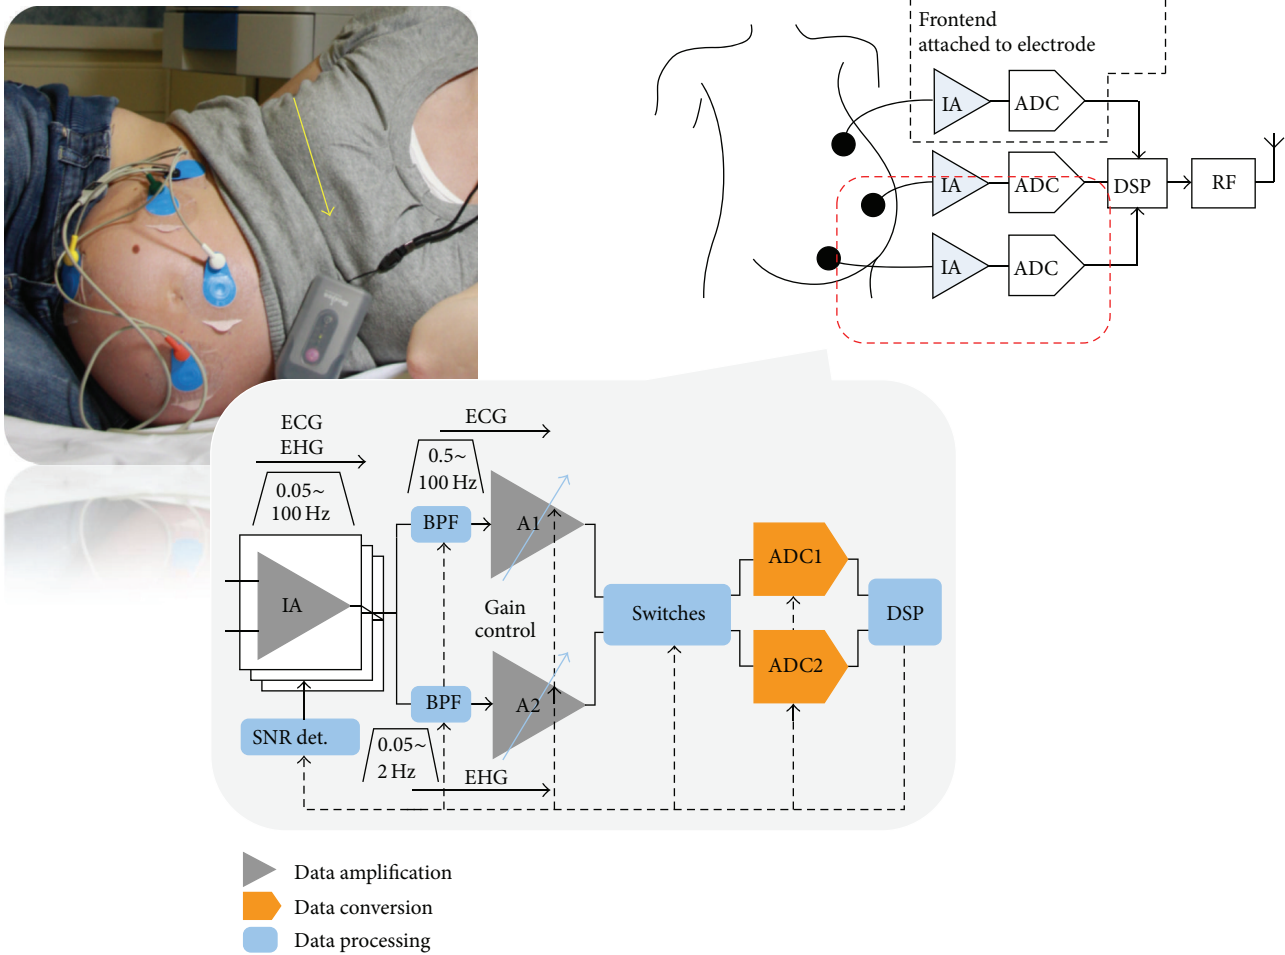 Frontend
attached to electrode
IA
ADC
IA
ADC
DSP
RF
IA
ADC
ECG
EHG
0.05~
100 Hz
ECG
0.5~
100 Hz
BPF
A1
IA
Gain
control
Switches
ADC1
ADC2
DSP
BPF
A2
SNR det.
0.05~
2 Hz
EHG
Data amplification
Data conversion
Data processing